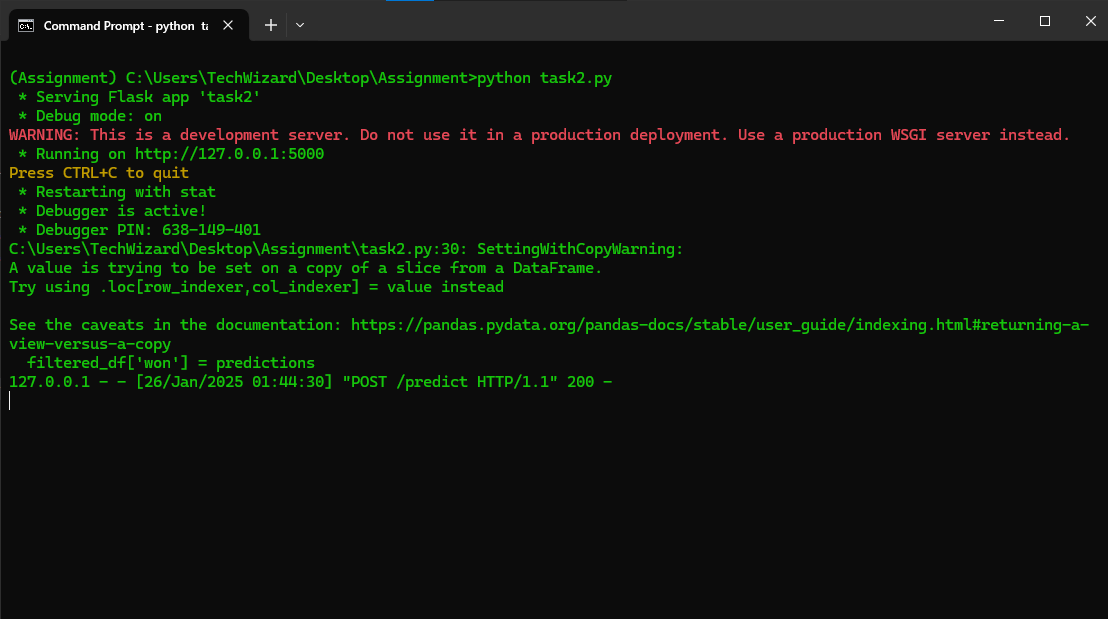 Command Prompt - python ta
(Assignment) C:\Users\TechWizard\Desktop\Assignment>python task2.py
 * Serving Flask app 'task2'
 * Debug mode: on
WARNING: This is a development server. Do not use it in a production deployment. Use a production WSGI server instead.
 * Running on http://127.0.0.1:5000
Press CTRL+C to quit
 * Restarting with stat
 * Debugger is active!
 * Debugger PIN: 638-149-401
C:\Users\TechWizard\Desktop\Assignment\task2.py:30: SettingWithCopyWarning:
A value is trying to be set on a copy of a slice from a DataFrame.
Try using .loc[row_indexer,col_indexer] = value instead

See the caveats in the documentation: https://pandas.pydata.org/pandas-docs/stable/user_guide/indexing.html#returning-a-
view-versus-a-copy
  filtered_df['won'] = predictions
127.0.0.1 - - [26/Jan/2025 01:44:30] "POST /predict HTTP/1.1" 200 -